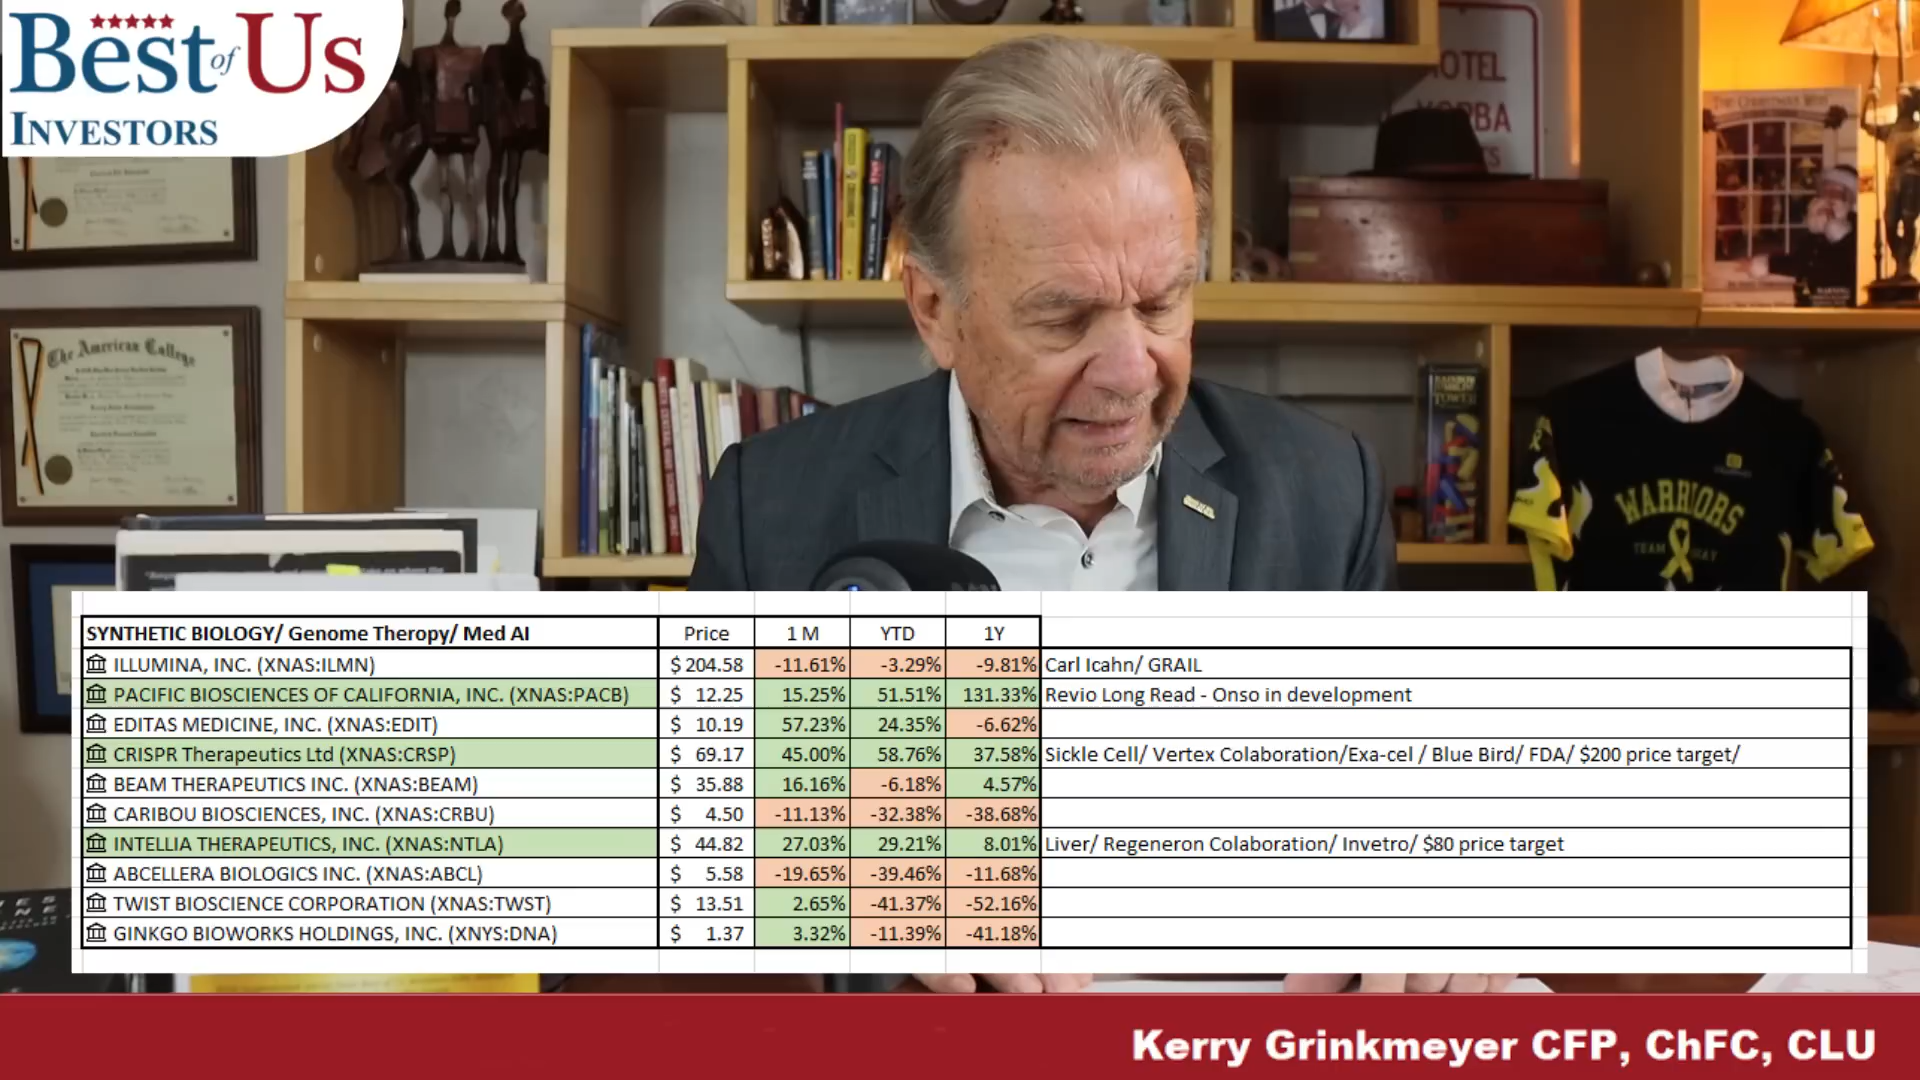 Best of Us
INVESTORS
HOTEL
The American College
RAINBOW
TOWER
WARRIORS
TEAM
SYNTHETIC BIOLOGY/ Genome Theropy/ Med AI Price 1 M YTD 1Y
ILLUMINA, INC. (XNAS:ILMN) $ 204.58 -11.61% -3.29% -9.81% Carl Icahn/ GRAIL
PACIFIC BIOSCIENCES OF CALIFORNIA, INC. (XNAS:PACB) $ 12.25 15.25% 51.51% 131.33% Revio Long Read - Onso in development
EDITAS MEDICINE, INC. (XNAS:EDIT) $ 10.19 57.23% 24.35% -6.62%
CRISPR Therapeutics Ltd (XNAS:CRSP) $ 69.17 45.00% 58.76% 37.58% Sickle Cell/ Vertex Colaboration/Exa-cel / Blue Bird/ FDA/ $200 price target/
BEAM THERAPEUTICS INC. (XNAS:BEAM) $ 35.88 16.16% -6.18% 4.57%
CARIBOU BIOSCIENCES, INC. (XNAS:CRBU) $ 4.50 -11.13% -32.38% -38.68%
INTELLIA THERAPEUTICS, INC. (XNAS:NTLA) $ 44.82 27.03% 29.21% 8.01% Liver/ Regeneron Colaboration/ Invetro/ $80 price target
ABCELLERA BIOLOGICS INC. (XNAS:ABCL) $ 5.58 -19.65% -39.46% -11.68%
TWIST BIOSCIENCE CORPORATION (XNAS:TWST) $ 13.51 2.65% -41.37% -52.16%
GINKGO BIOWORKS HOLDINGS, INC. (XNYS:DNA) $ 1.37 3.32% -11.39% -41.18%
Kerry Grinkmeyer CFP, ChFC, CLU